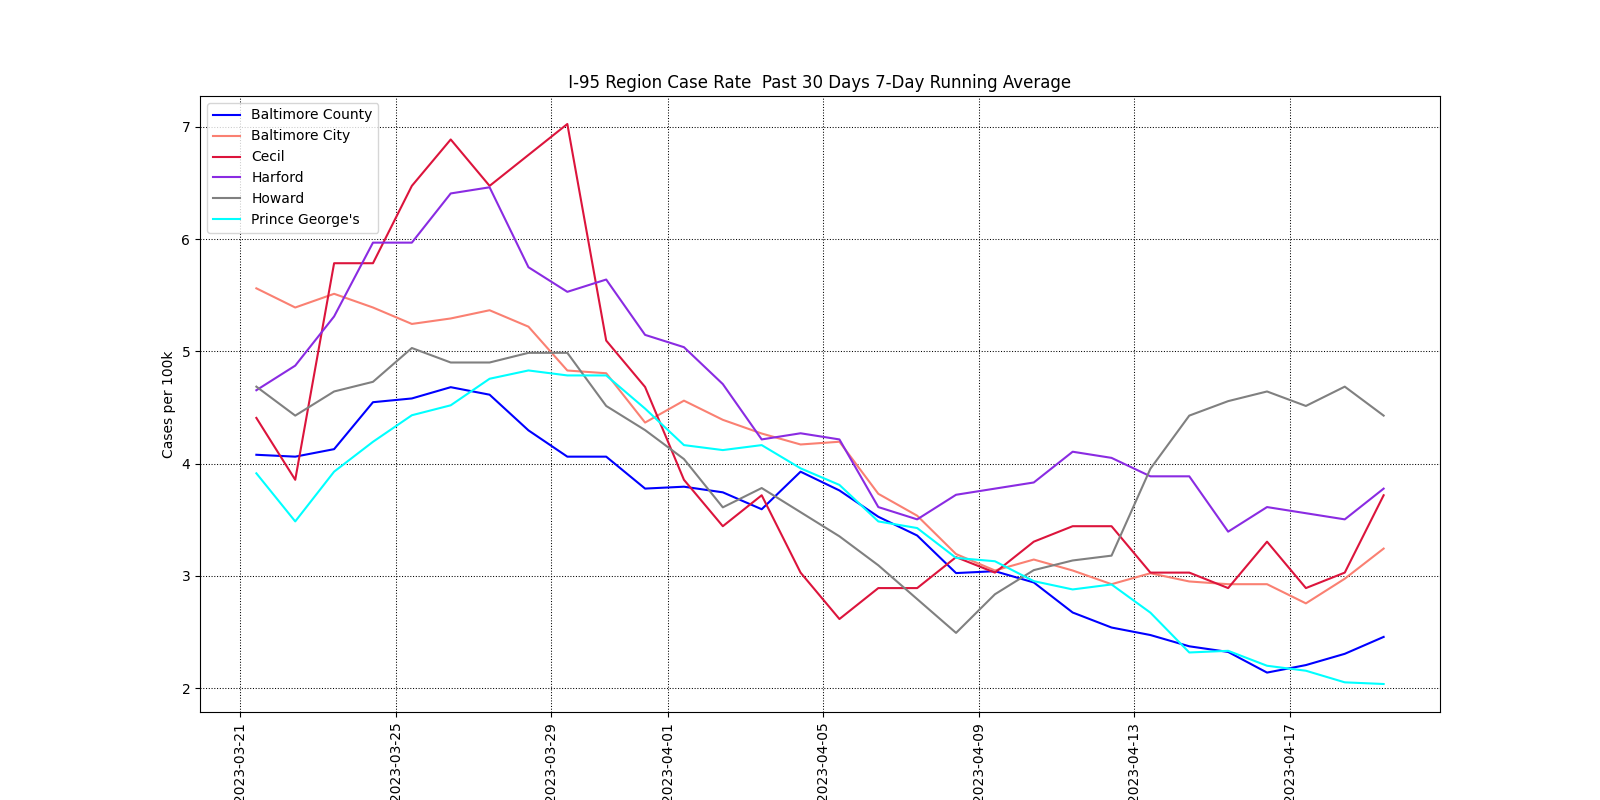 I-95 Region Case Rate  Past 30 Days 7-Day Running Average
Baltimore County
Baltimore City
Cecil
Harford
Howard
Prince George's
Cases per 100k
7
6
5
4
3
2
2023-03-21
2023-03-25
2023-03-29
2023-04-01
2023-04-05
2023-04-09
2023-04-13
2023-04-17